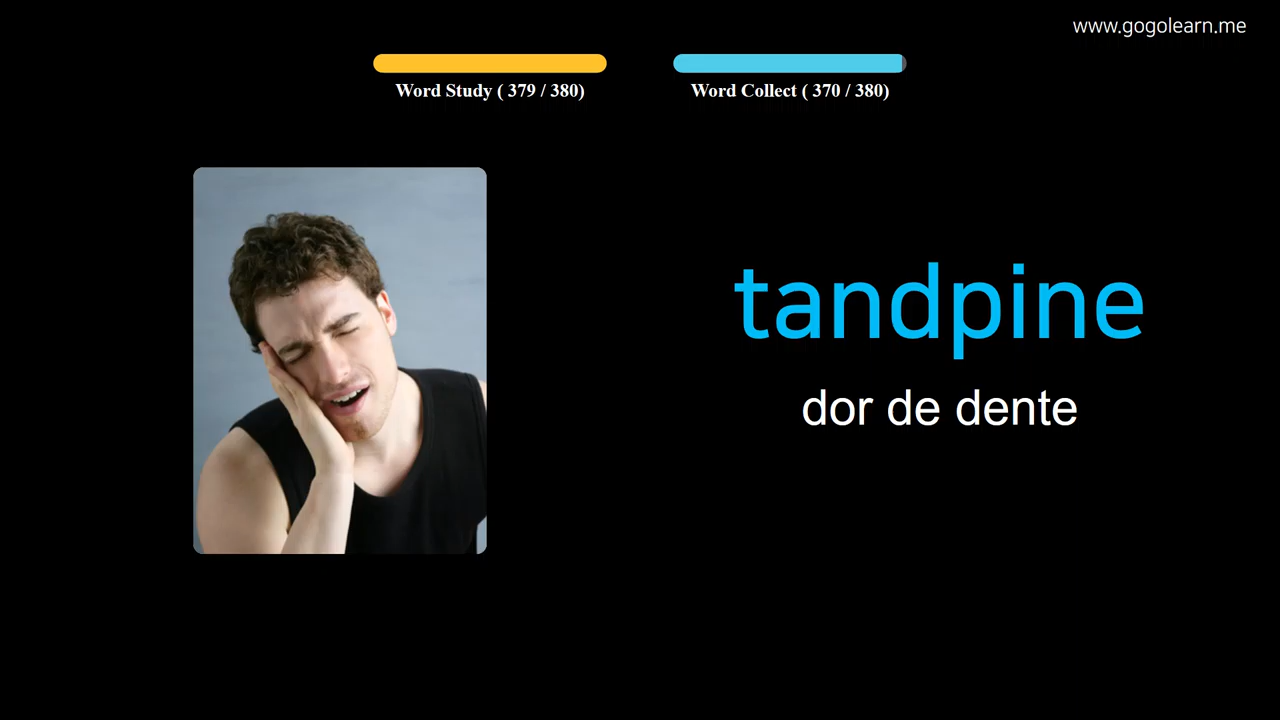 www.gogolearn.me
Word Study ( 379 / 380)
Word Collect ( 370 / 380)
tandpine
dor de dente